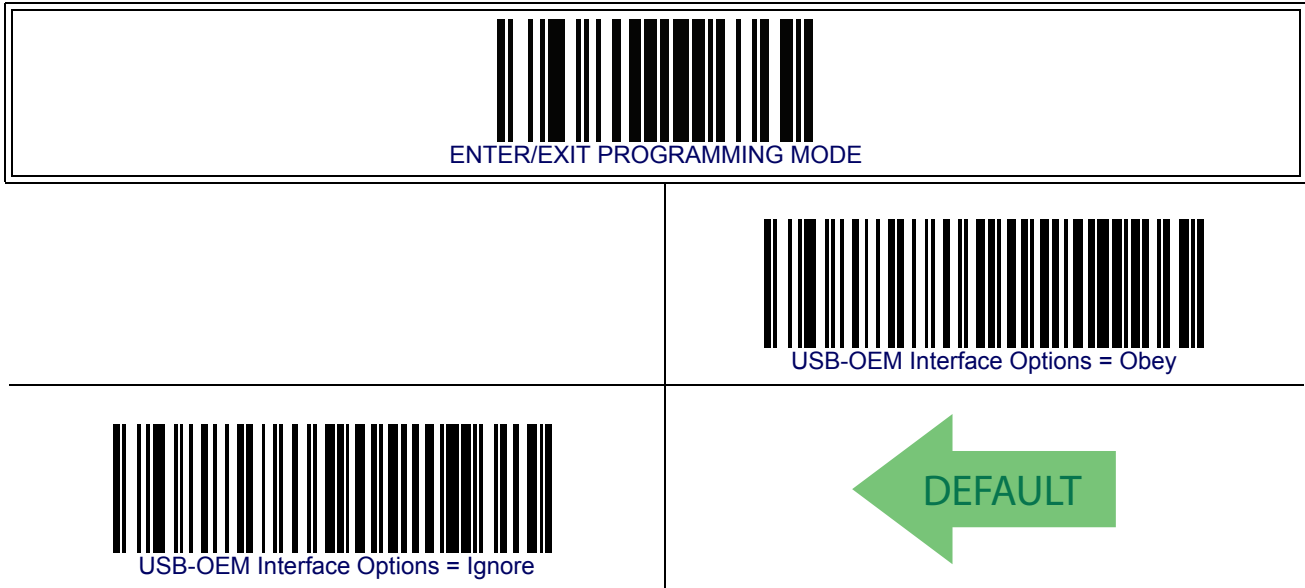 ENTER/EXIT PROGRAMMING MODE
USB-OEM Interface Options = Obey
USB-OEM Interface Options = Ignore
DEFAULT